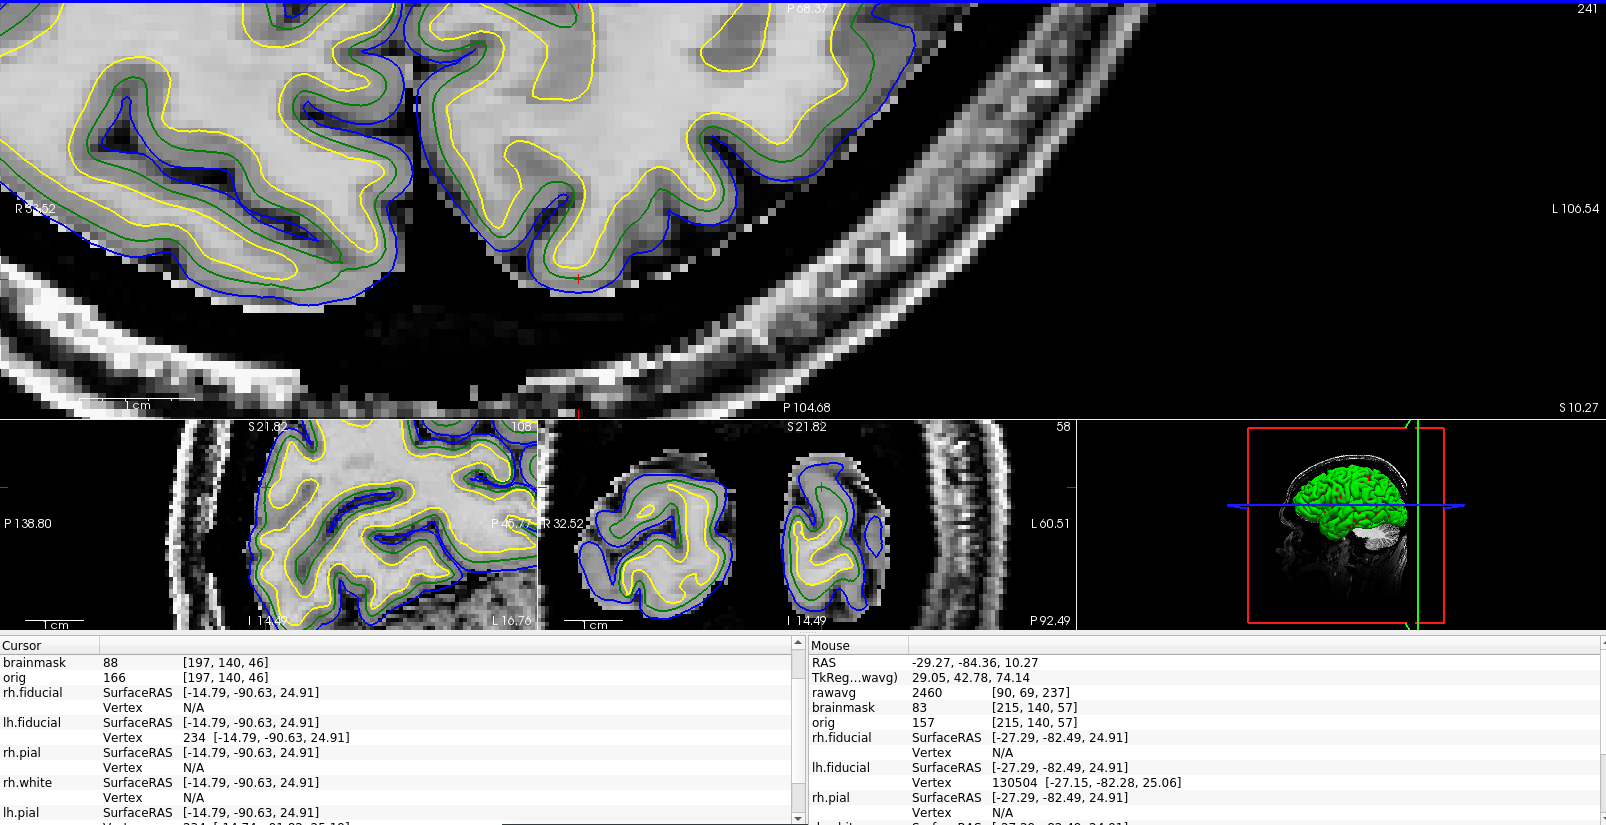 P 68.37
241
R 33.52
L 106.54
1 cm
P 104.68
S 10.27
S 21.82
108
S 21.82
58
P 138.80
P 45.77
R 32.52
L 60.51
1 cm
I 14.49
L 16.76
1 cm
I 14.49
P 92.49
Cursor
brainmask 88 [197, 140, 46]
orig 166 [197, 140, 46]
rh.fiducial SurfaceRAS [-14.79, -90.63, 24.91]
Vertex N/A
lh.fiducial SurfaceRAS [-14.79, -90.63, 24.91]
Vertex 234 [-14.79, -90.63, 24.91]
rh.pial SurfaceRAS [-14.79, -90.63, 24.91]
Vertex N/A
rh.white SurfaceRAS [-14.79, -90.63, 24.91]
Vertex N/A
lh.pial SurfaceRAS [-14.79, -90.63, 24.91]
Mouse
RAS -29.27, -84.36, 10.27
TkReg...wavg) 29.05, 42.78, 74.14
rawavg 2460 [90, 69, 237]
brainmask 83 [215, 140, 57]
orig 157 [215, 140, 57]
rh.fiducial SurfaceRAS [-27.29, -82.49, 24.91]
Vertex N/A
lh.fiducial SurfaceRAS [-27.29, -82.49, 24.91]
Vertex 130504 [-27.15, -82.28, 25.06]
rh.pial SurfaceRAS [-27.29, -82.49, 24.91]
Vertex N/A